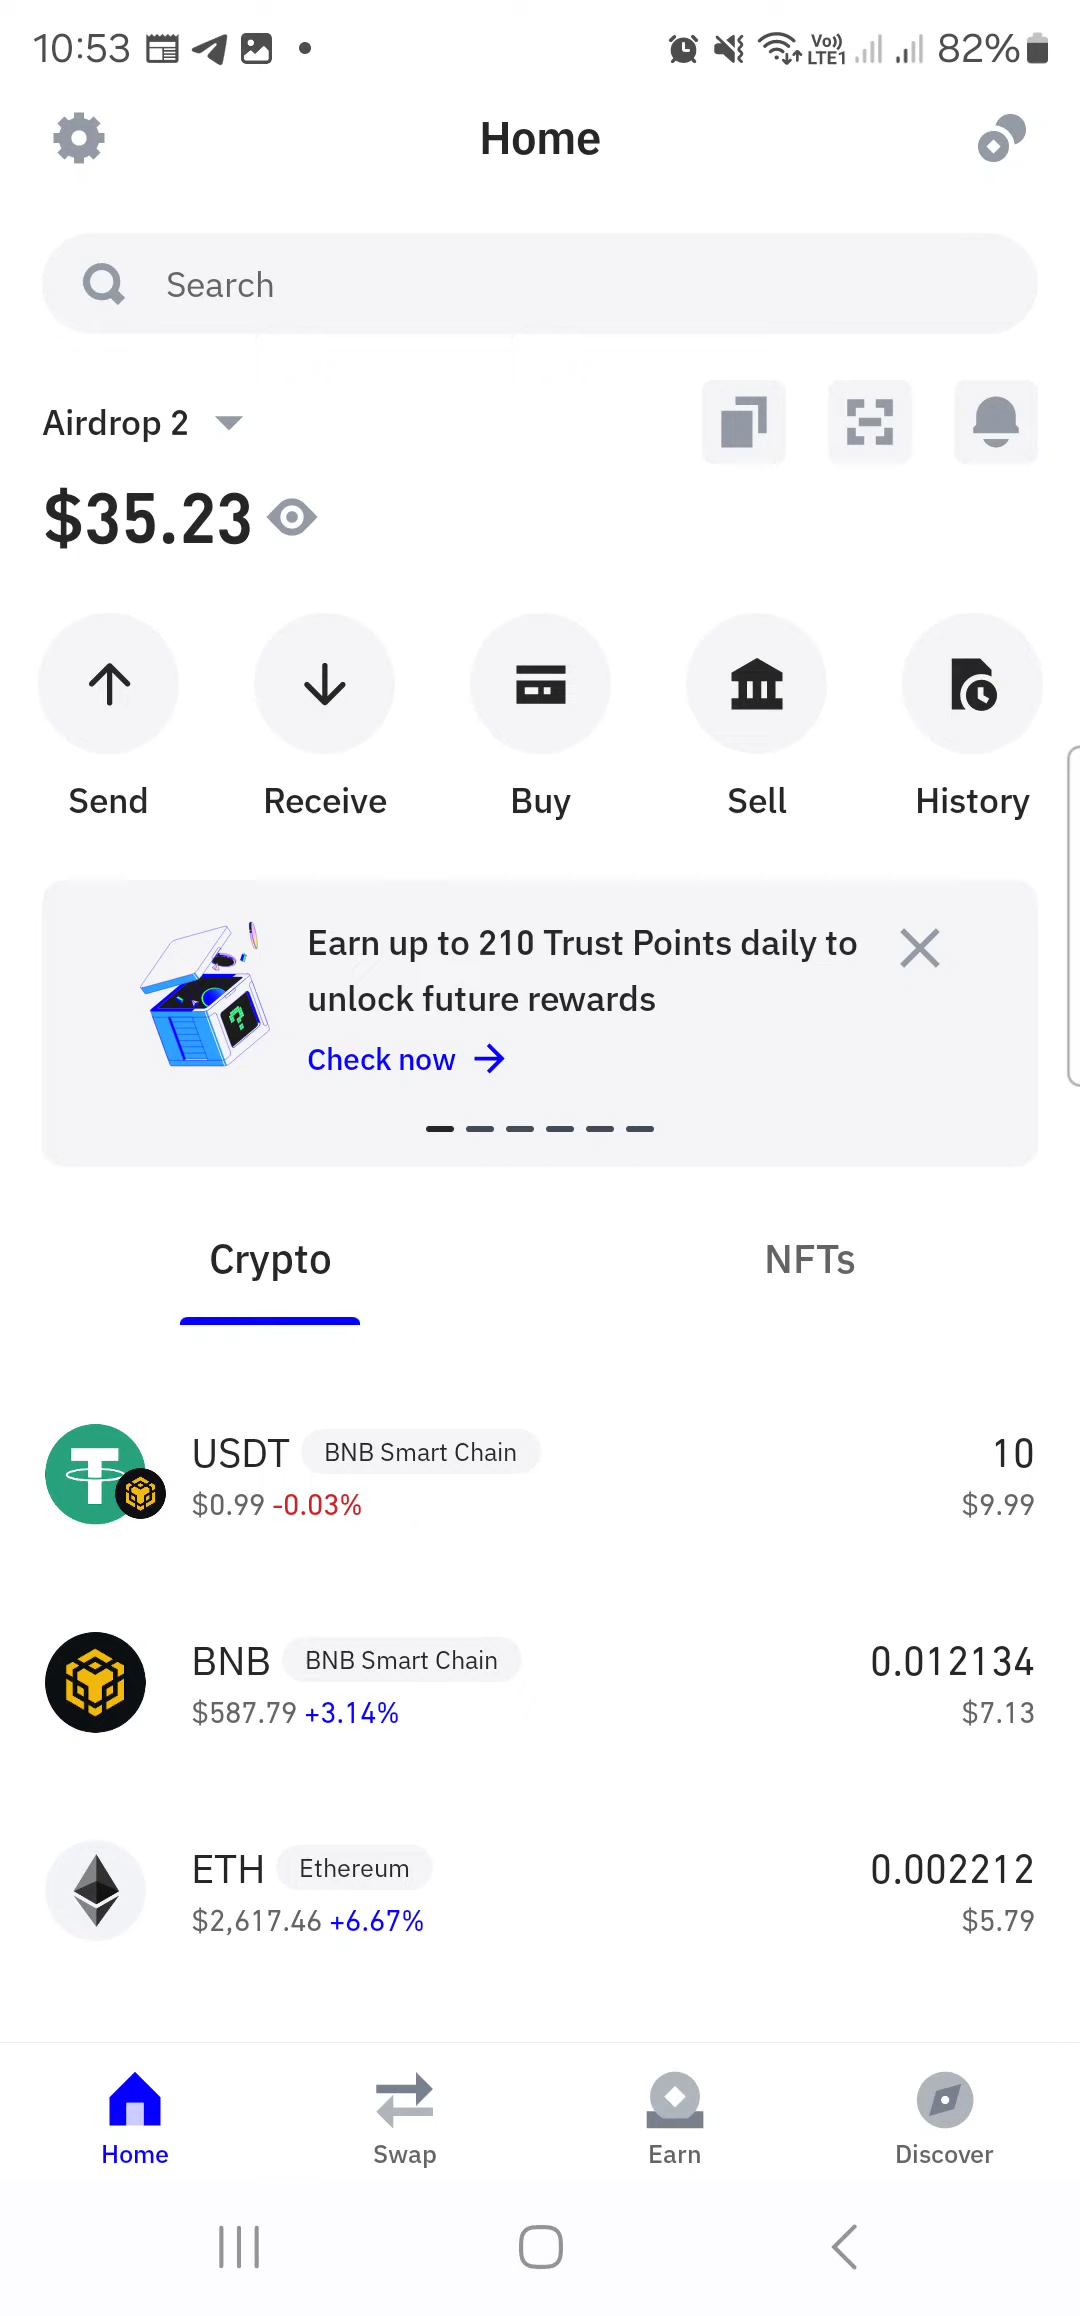 10:53 Vo)) LTE1 82%
Home
Search
Airdrop 2
$35.23
Send Receive Buy Sell History
Earn up to 210 Trust Points daily to
unlock future rewards
Check now
Crypto NFTs
USDT BNB Smart Chain 10
$0.99 -0.03% $9.99
BNB BNB Smart Chain 0.012134
$587.79 +3.14% $7.13
ETH Ethereum 0.002212
$2,617.46 +6.67% $5.79
Home Swap Earn Discover